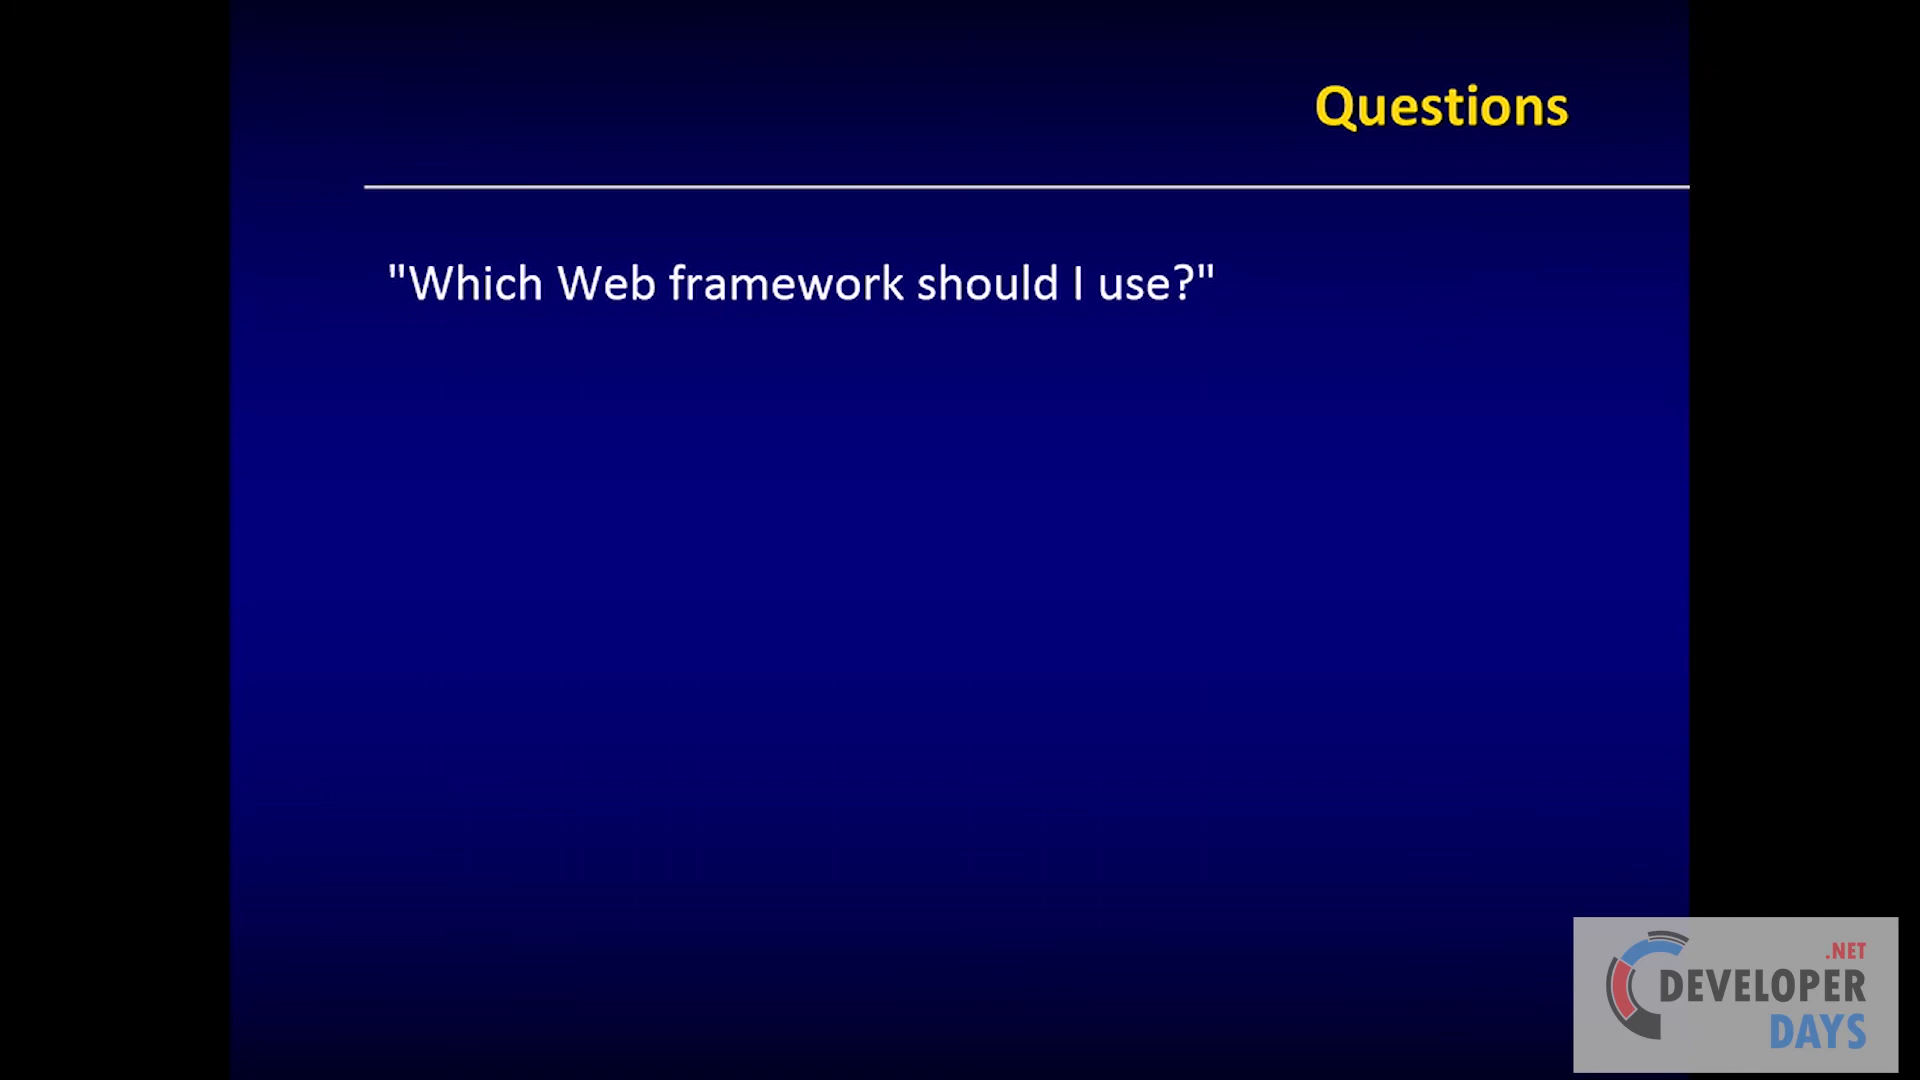 Questions
"Which Web framework should I use?"
.NET
DEVELOPER
DAYS